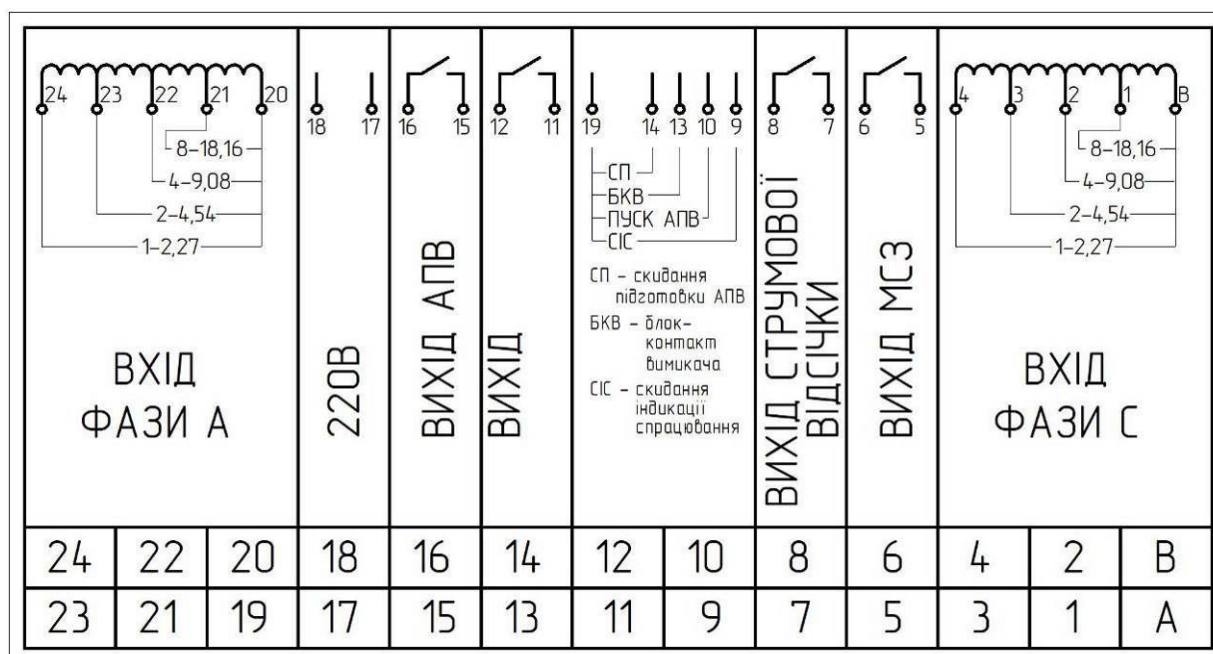 24 23 22 21 20
8–18,16
4–9,08
2–4,54
1–2,27
ВХІД
ФАЗИ А
18 17
220В
16 15
ВИХІД АПВ
12 11
ВИХІД
19 14 13 10 9
СП
БКВ
ПУСК АПВ
СІС
СП – скидання
підготовки АПВ
БКВ – блок-
контакт
вимикача
СІС – скидання
індикації
спрацювання
8 7
ВИХІД СТРУМОВОЇ
ВІДСІЧКИ
6 5
ВИХІД МСЗ
4 3 2 1 В
8–18,16
4–9,08
2–4,54
1–2,27
ВХІД
ФАЗИ С
24 22 20 18 16 14 12 10 8 6 4 2 В
23 21 19 17 15 13 11 9 7 5 3 1 А